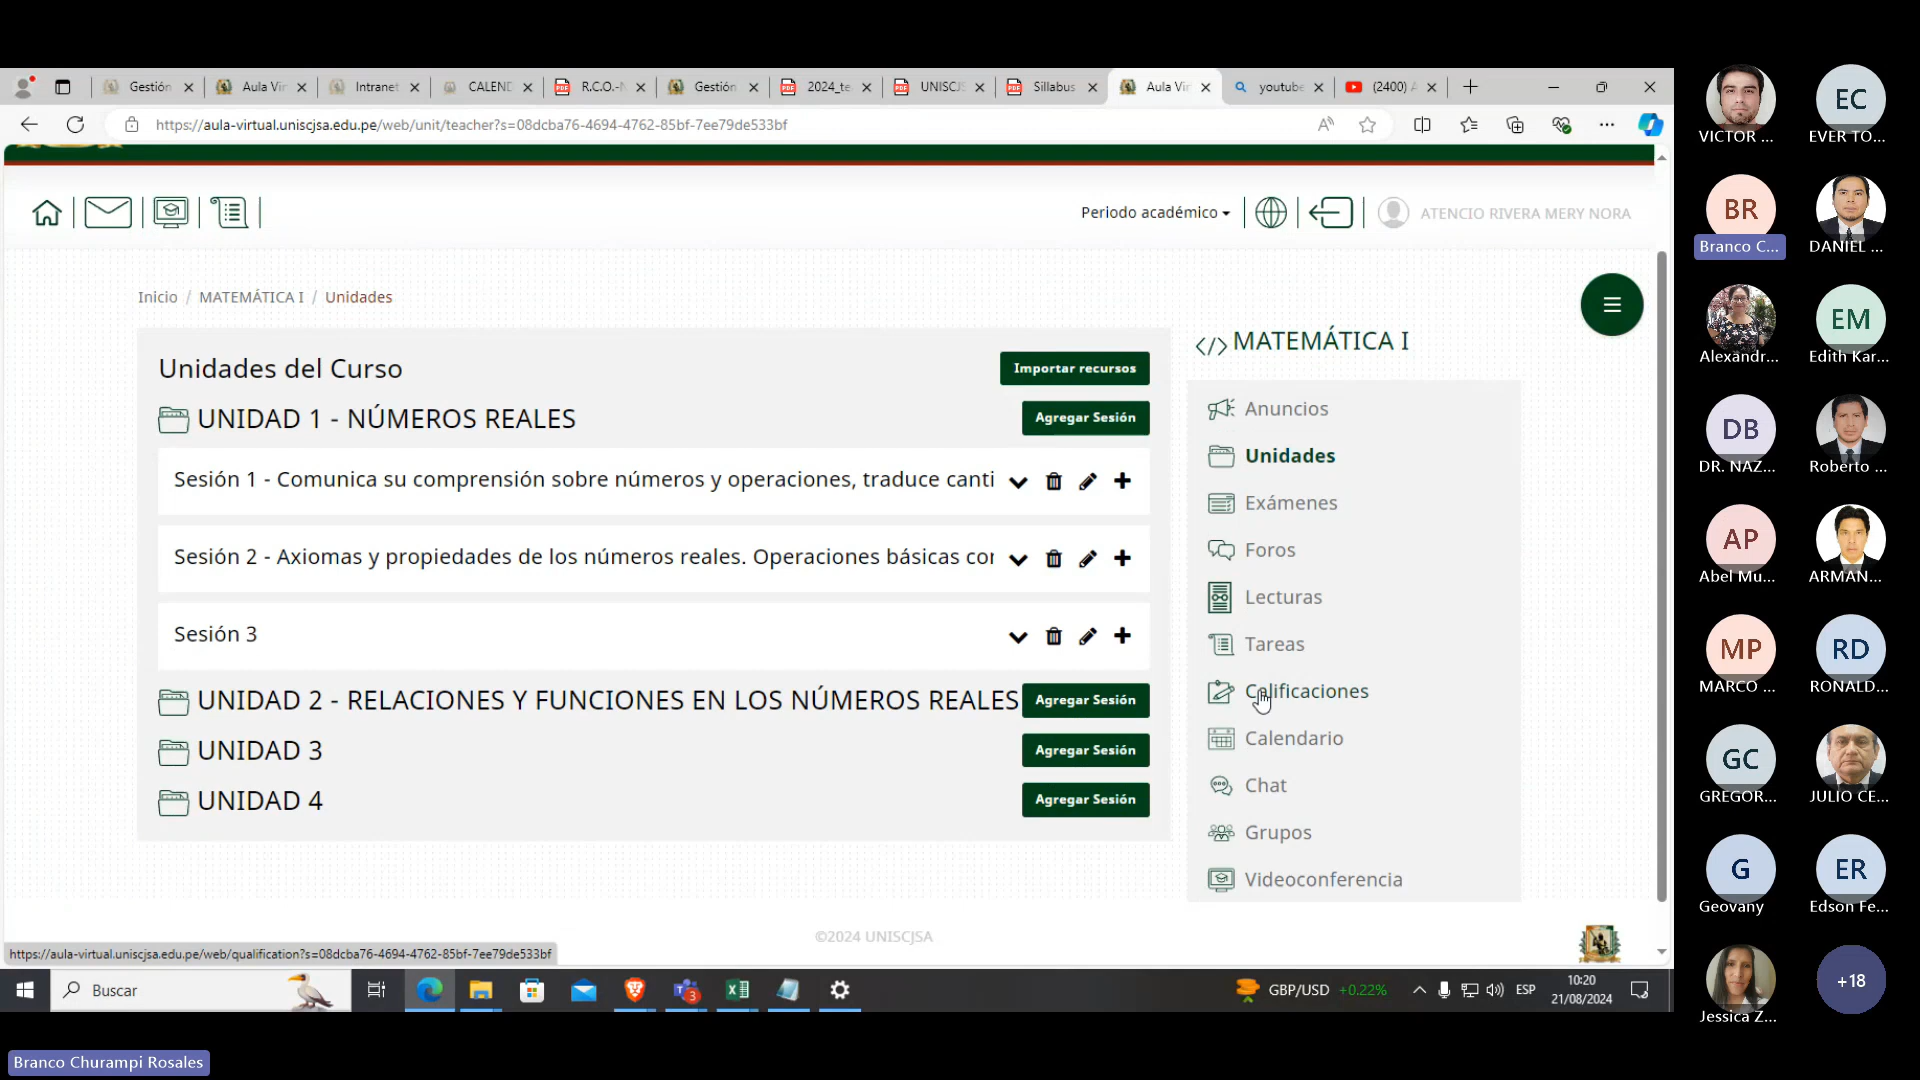 Gestión
Aula Vir
Intranet
CALEND
R.C.O.-N
Gestión
2024_te
UNISCJS
Sillabus
Aula Vir
youtube
(2400) A
https://aula-virtual.uniscjsa.edu.pe/web/unit/teacher?s=08dcba76-4694-4762-85bf-7ee79de533bf
Periodo académico
ATENCIO RIVERA MERY NORA
Inicio / MATEMÁTICA I / Unidades
Unidades del Curso
Importar recursos
UNIDAD 1 - NÚMEROS REALES
Agregar Sesión
Sesión 1 - Comunica su comprensión sobre números y operaciones, traduce canti
Sesión 2 - Axiomas y propiedades de los números reales. Operaciones básicas cor
Sesión 3
UNIDAD 2 - RELACIONES Y FUNCIONES EN LOS NÚMEROS REALES
Agregar Sesión
UNIDAD 3
Agregar Sesión
UNIDAD 4
Agregar Sesión
</> MATEMÁTICA I
Anuncios
Unidades
Exámenes
Foros
Lecturas
Tareas
Calificaciones
Calendario
Chat
Grupos
Videoconferencia
©2024 UNISCJSA
https://aula-virtual.uniscjsa.edu.pe/web/qualification?s=08dcba76-4694-4762-85bf-7ee79de533bf
Buscar
3
GBP/USD +0.22%
ESP
10:20
21/08/2024
VICTOR ...
EC
EVER TO...
BR
Branco C...
DANIEL ...
Alexandr...
EM
Edith Kar...
DB
DR. NAZ...
Roberto ...
AP
Abel Mu...
ARMAN...
MP
MARCO ...
RD
RONALD...
GC
GREGOR...
JULIO CE...
G
Geovany
ER
Edson Fe...
Jessica Z...
+18
Branco Churampi Rosales